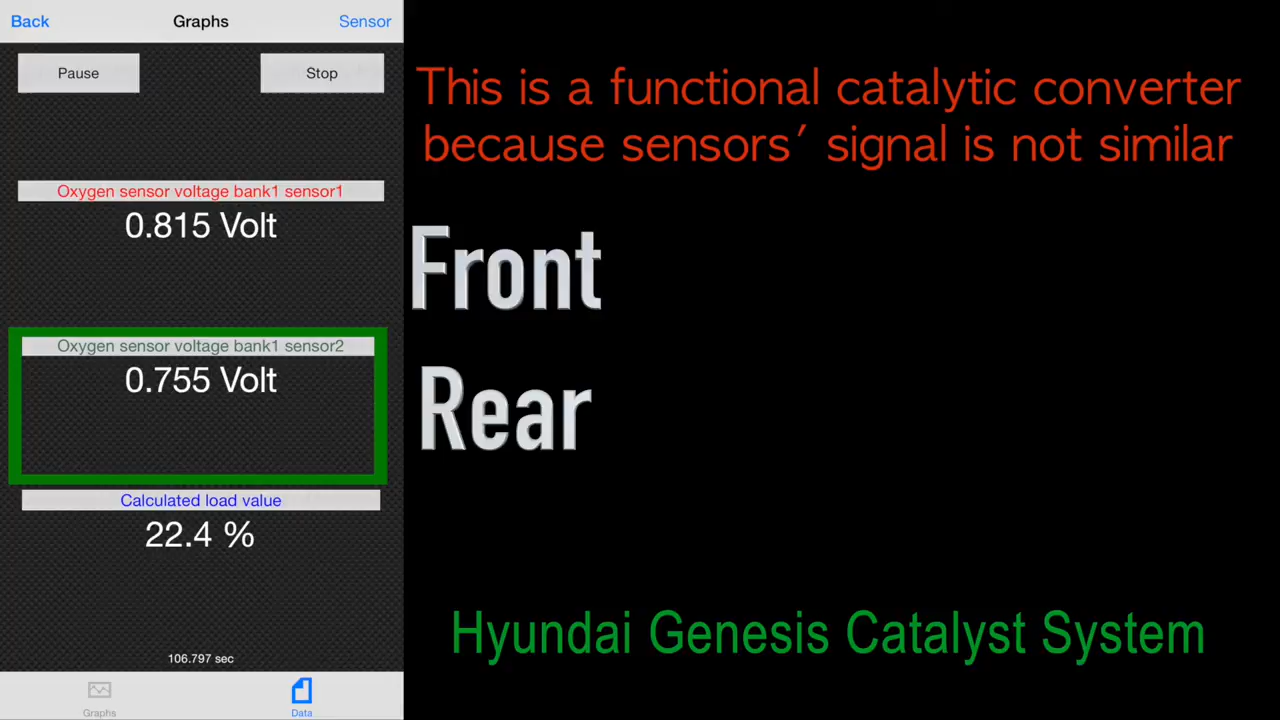 Back Graphs Sensor
Pause Stop
Oxygen sensor voltage bank1 sensor1
0.815 Volt
Oxygen sensor voltage bank1 sensor2
0.755 Volt
Calculated load value
22.4 %
106.797 sec
Graphs Data
This is a functional catalytic converter
because sensors′ signal is not similar
Front
Rear
Hyundai Genesis Catalyst System